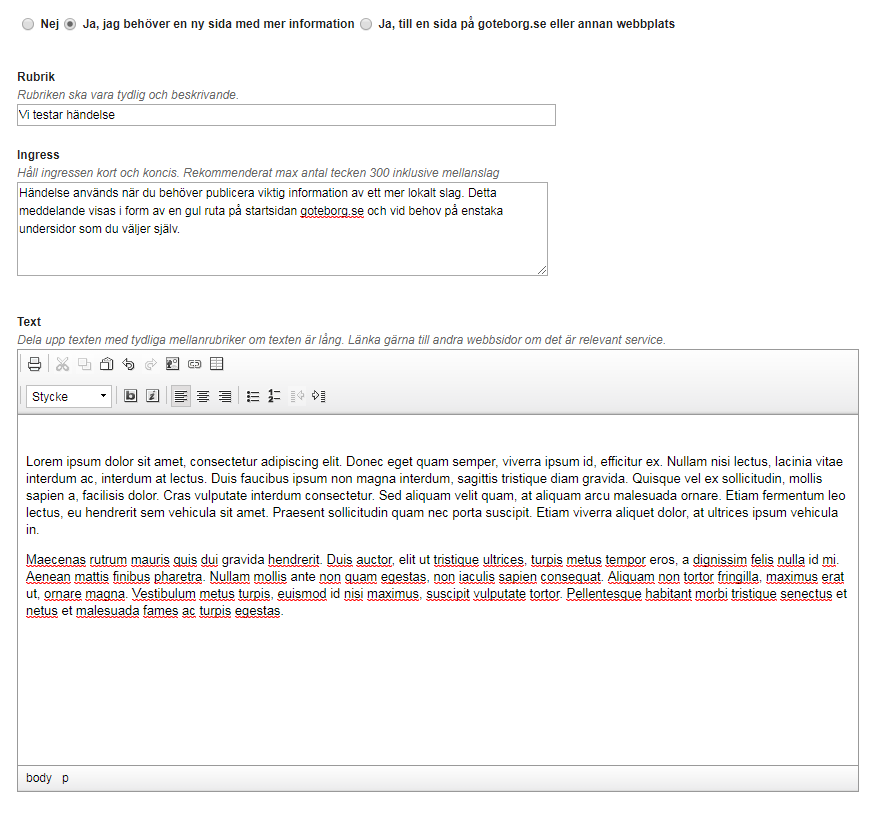 Nej Ja, jag behöver en ny sida med mer information Ja, till en sida på goteborg.se eller annan webbplats
Rubrik
Rubriken ska vara tydlig och beskrivande.
Vi testar händelse
Ingress
Håll ingressen kort och koncis. Rekommenderat max antal tecken 300 inklusive mellanslag
Händelse används när du behöver publicera viktig information av ett mer lokalt slag. Detta
meddelande visas i form av en gul ruta på startsidan goteborg.se och vid behov på enstaka
undersidor som du väljer själv.
Text
Dela upp texten med tydliga mellanrubriker om texten är lång. Länka gärna till andra webbsidor om det är relevant service.
Stycke
Lorem ipsum dolor sit amet, consectetur adipiscing elit. Donec eget quam semper, viverra ipsum id, efficitur ex. Nullam nisi lectus, lacinia vitae
interdum ac, interdum at lectus. Duis faucibus ipsum non magna interdum, sagittis tristique diam gravida. Quisque vel ex sollicitudin, mollis
sapien a, facilisis dolor. Cras vulputate interdum consectetur. Sed aliquam velit quam, at aliquam arcu malesuada ornare. Etiam fermentum leo
lectus, eu hendrerit sem vehicula sit amet. Praesent sollicitudin quam nec porta suscipit. Etiam viverra aliquet dolor, at ultrices ipsum vehicula
in.
Maecenas rutrum mauris quis dui gravida hendrerit. Duis auctor, elit ut tristique ultrices, turpis metus tempor eros, a dignissim felis nulla id mi.
Aenean mattis finibus pharetra. Nullam mollis ante non quam egestas, non iaculis sapien consequat. Aliquam non tortor fringilla, maximus erat
ut, ornare magna. Vestibulum metus turpis, euismod id nisi maximus, suscipit vulputate tortor. Pellentesque habitant morbi tristique senectus et
netus et malesuada fames ac turpis egestas.
body p